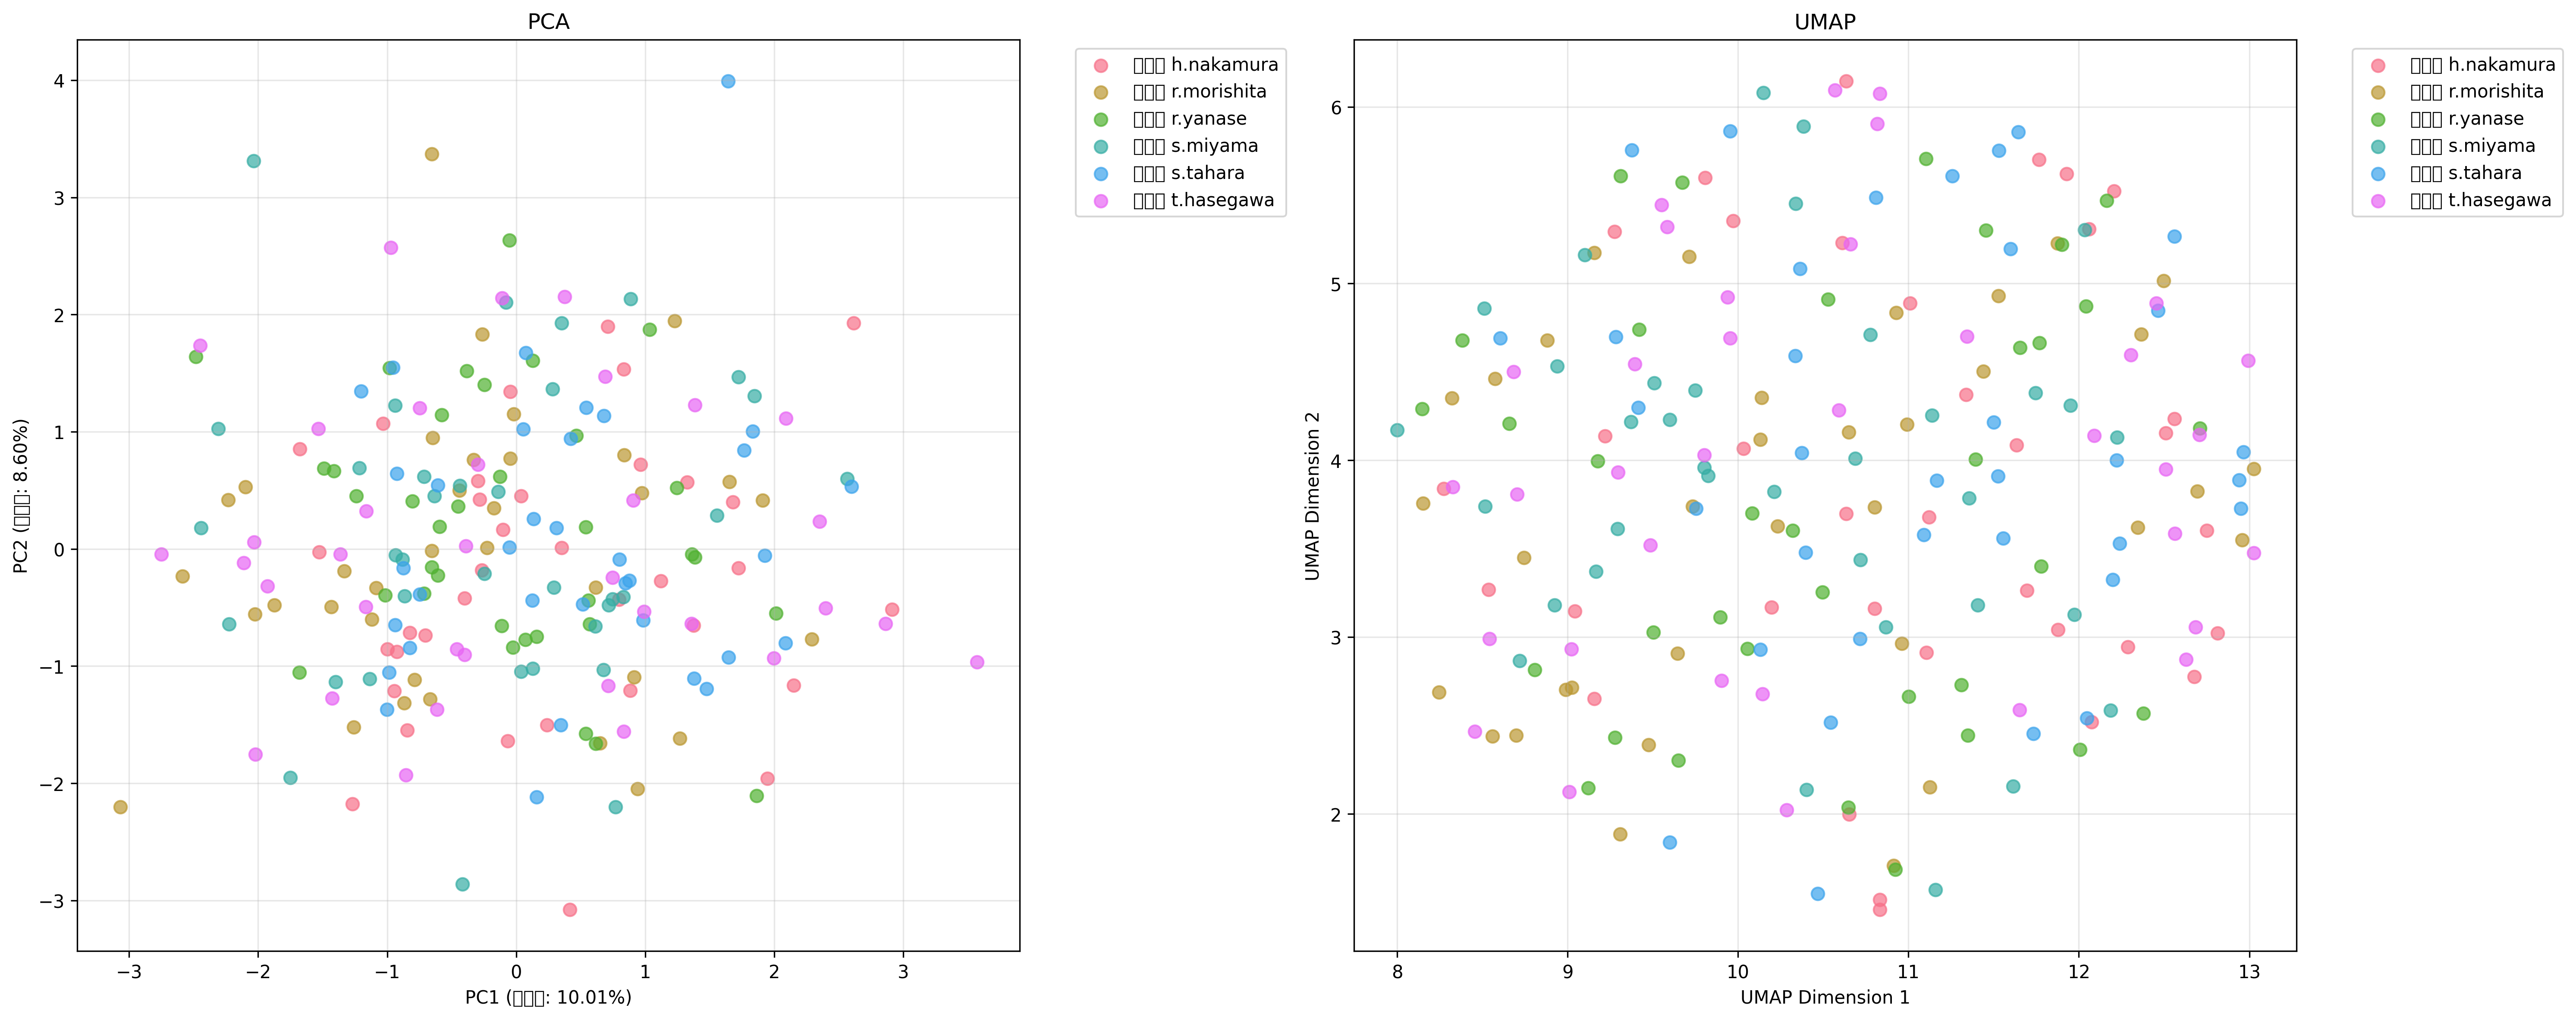 PCA
4
3
2
1
0
−1
−2
−3
PC2 (□□□: 8.60%)
−3
−2
−1
0
1
2
3
PC1 (□□□: 10.01%)
□□□ h.nakamura
□□□ r.morishita
□□□ r.yanase
□□□ s.miyama
□□□ s.tahara
□□□ t.hasegawa
UMAP
6
5
4
3
2
UMAP Dimension 2
8
9
10
11
12
13
UMAP Dimension 1
□□□ h.nakamura
□□□ r.morishita
□□□ r.yanase
□□□ s.miyama
□□□ s.tahara
□□□ t.hasegawa